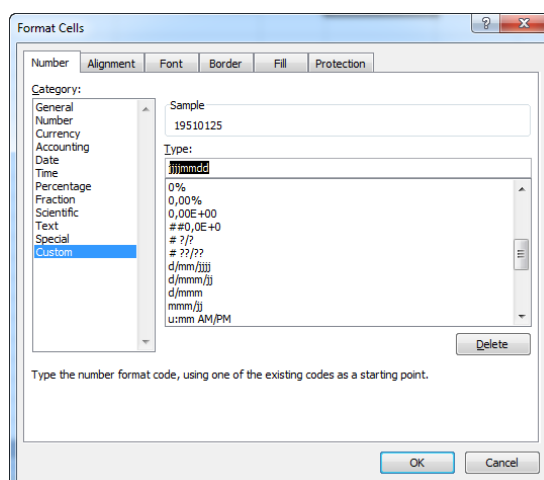 Format Cells
Number Alignment Font Border Fill Protection
Category:
General
Number
Currency
Accounting
Date
Time
Percentage
Fraction
Scientific
Text
Special
Custom
Sample
19510125
Type:
jjjjmmdd
0%
0,00%
0,00E+00
##0,0E+0
# ?/?
# ??/??
d/mm/jjjj
d/mmm/jj
d/mmm
mmm/jj
u:mm AM/PM
Delete
Type the number format code, using one of the existing codes as a starting point.
OK Cancel